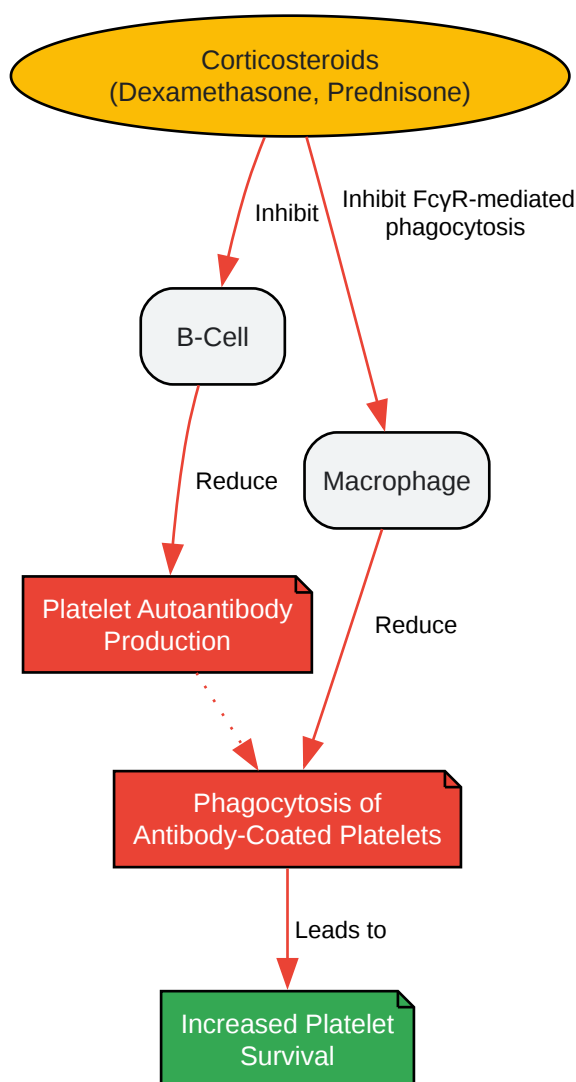 Corticosteroids
(Dexamethasone, Prednisone)
Inhibit
Inhibit FcγR-mediated
phagocytosis
B-Cell
Reduce
Macrophage
Platelet Autoantibody
Production
Reduce
Phagocytosis of
Antibody-Coated Platelets
Leads to
Increased Platelet
Survival